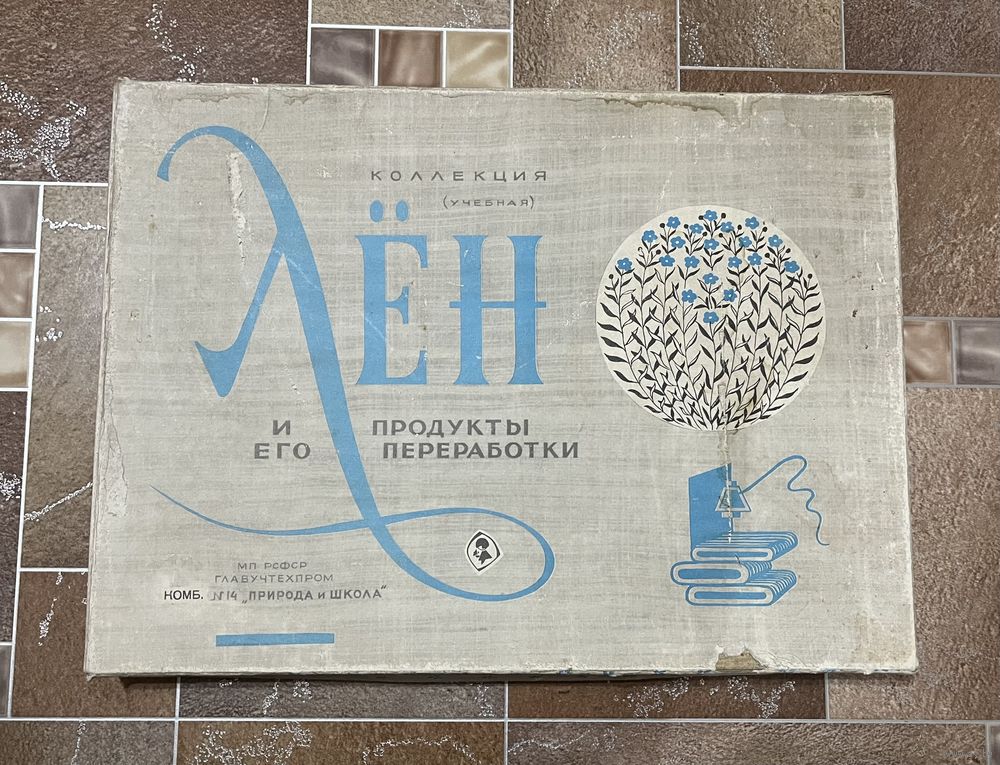 КОЛЛЕКЦИЯ
(УЧЕБНАЯ)
ЛЁН
И ПРОДУКТЫ
ЕГО ПЕРЕРАБОТКИ
МП РСФСР
ГЛАВУЧТЕХПРОМ
КОМБ. №14 „ПРИРОДА и ШКОЛА“